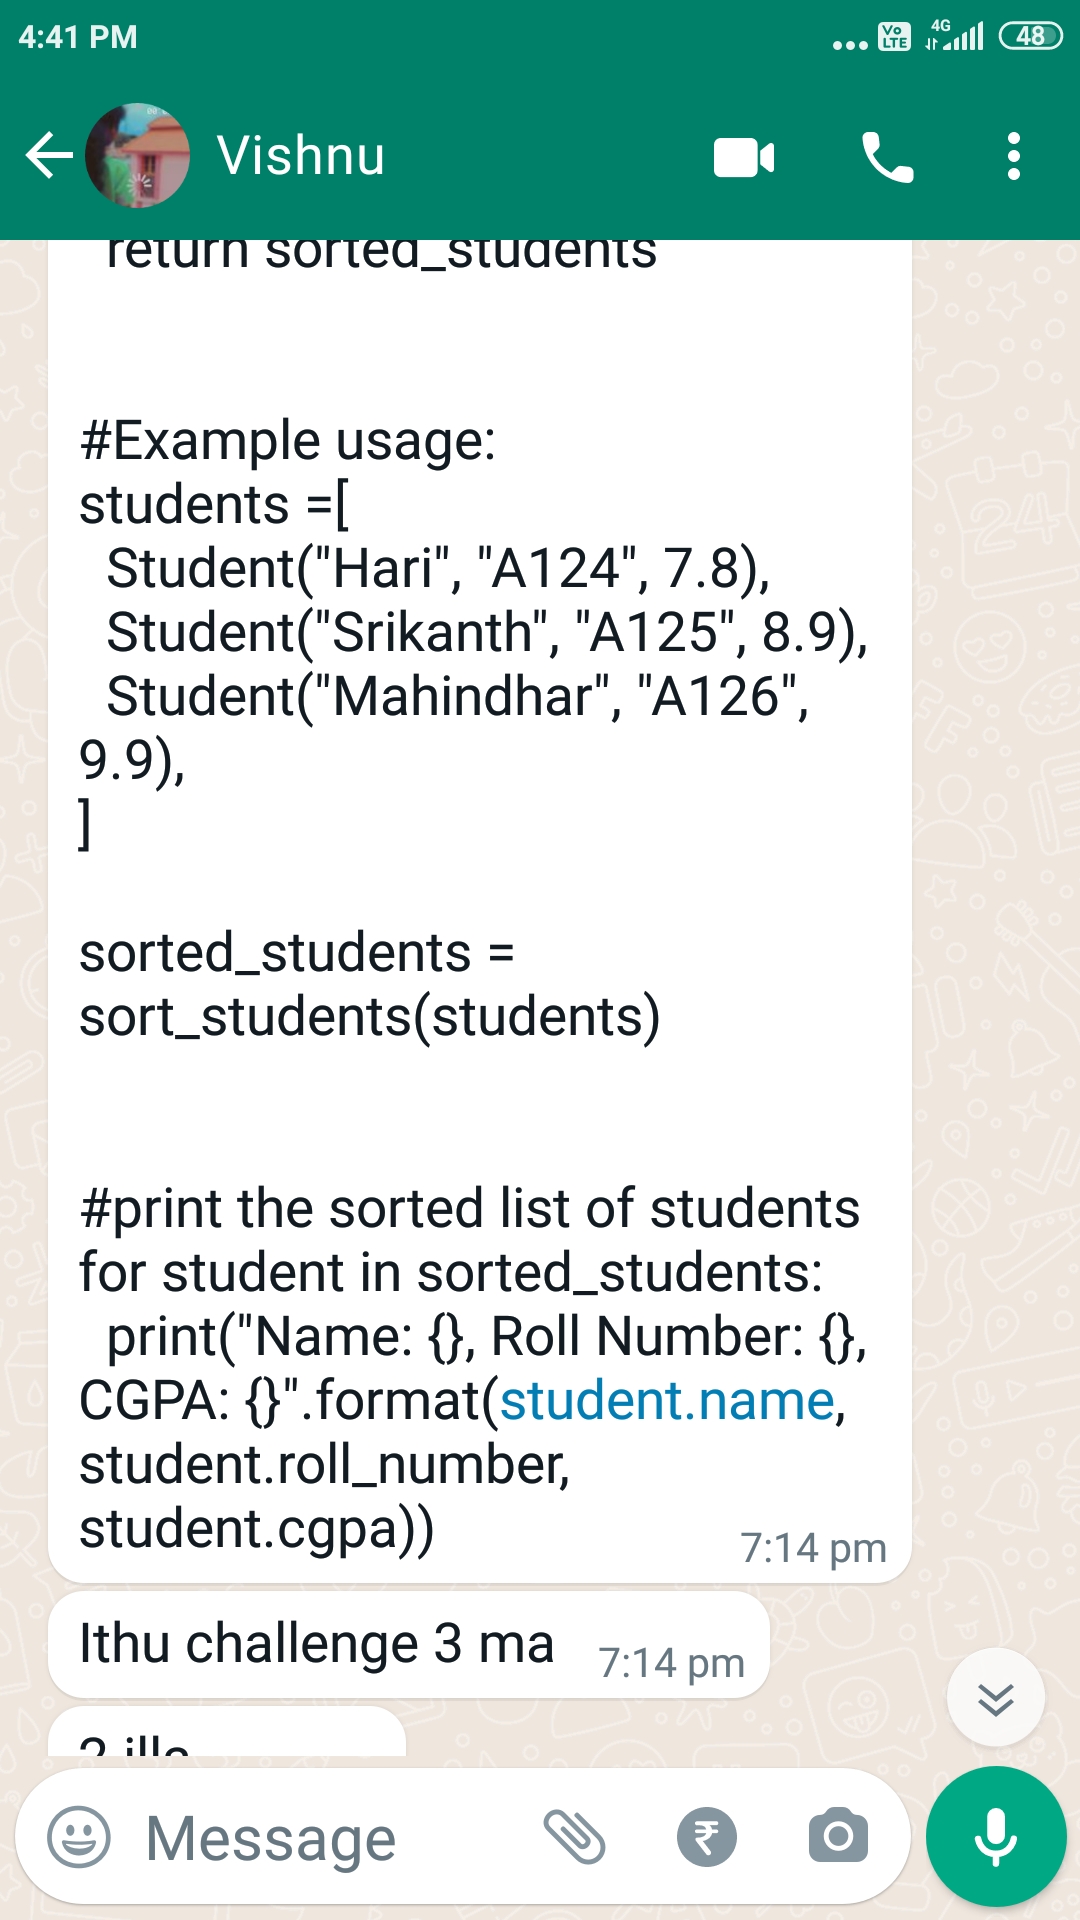 4:41 PM
Vo LTE 4G 48
Vishnu
return sorted_students
#Example usage:
students =[
Student("Hari", "A124", 7.8),
Student("Srikanth", "A125", 8.9),
Student("Mahindhar", "A126",
9.9),
]
sorted_students =
sort_students(students)
#print the sorted list of students
for student in sorted_students:
print("Name: {}, Roll Number: {},
CGPA: {}".format(student.name,
student.roll_number,
student.cgpa))
7:14 pm
Ithu challenge 3 ma 7:14 pm
2 illa
Message